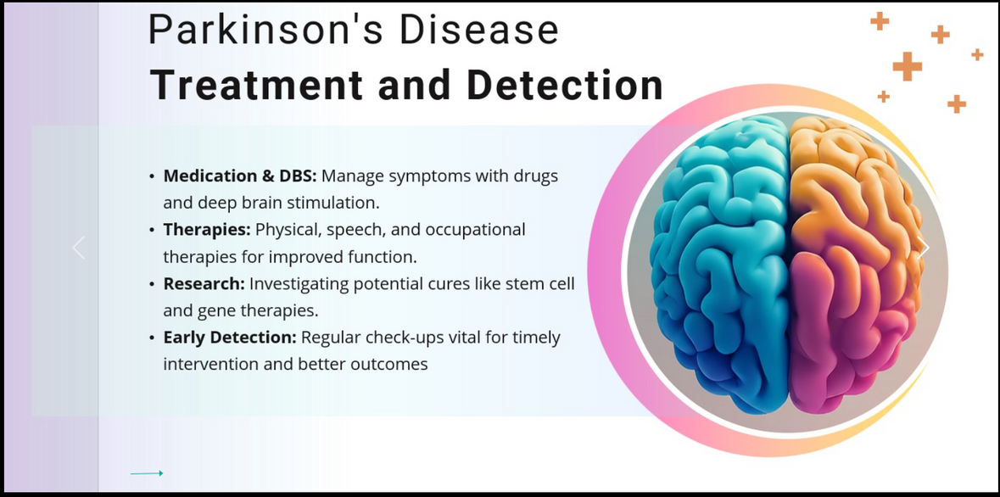 Parkinson's Disease
Treatment and Detection
• Medication & DBS: Manage symptoms with drugs
and deep brain stimulation.
• Therapies: Physical, speech, and occupational
therapies for improved function.
• Research: Investigating potential cures like stem cell
and gene therapies.
• Early Detection: Regular check-ups vital for timely
intervention and better outcomes